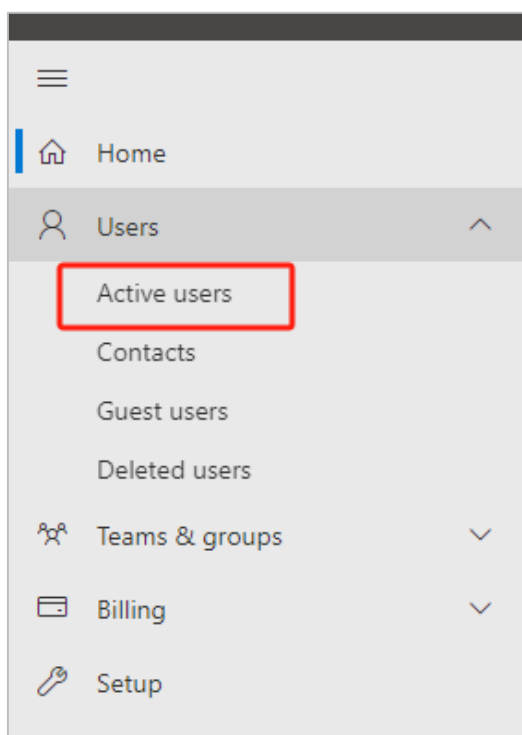 Home
Users
Active users
Contacts
Guest users
Deleted users
Teams & groups
Billing
Setup